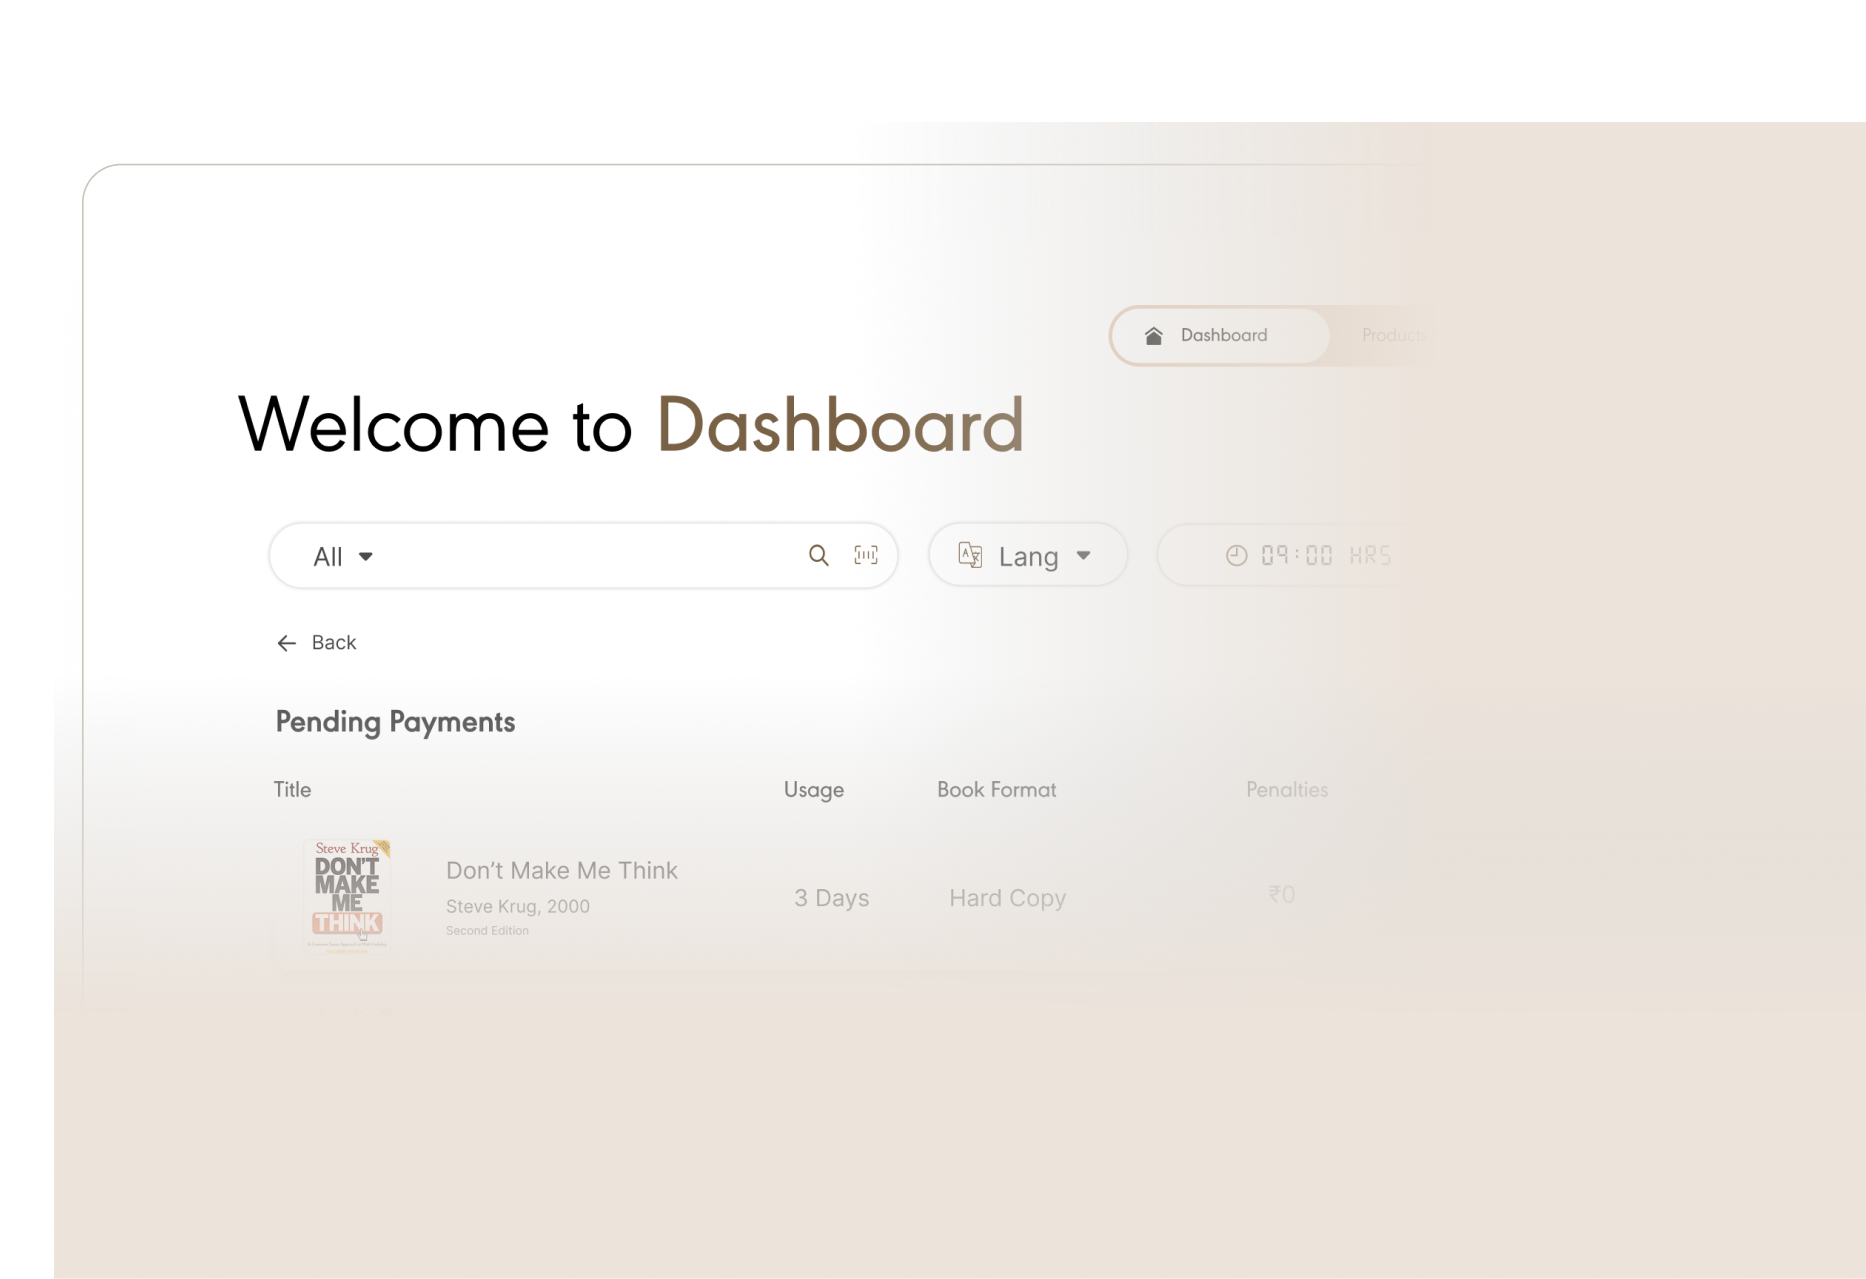 Dashboard Products
Welcome to Dashboard
All
Lang
09:00 HRS
Back
Pending Payments
Title Usage Book Format Penalties
Steve Krug
DON'T
MAKE
ME
THINK
Don't Make Me Think
Steve Krug, 2000
Second Edition
3 Days
Hard Copy
₹0